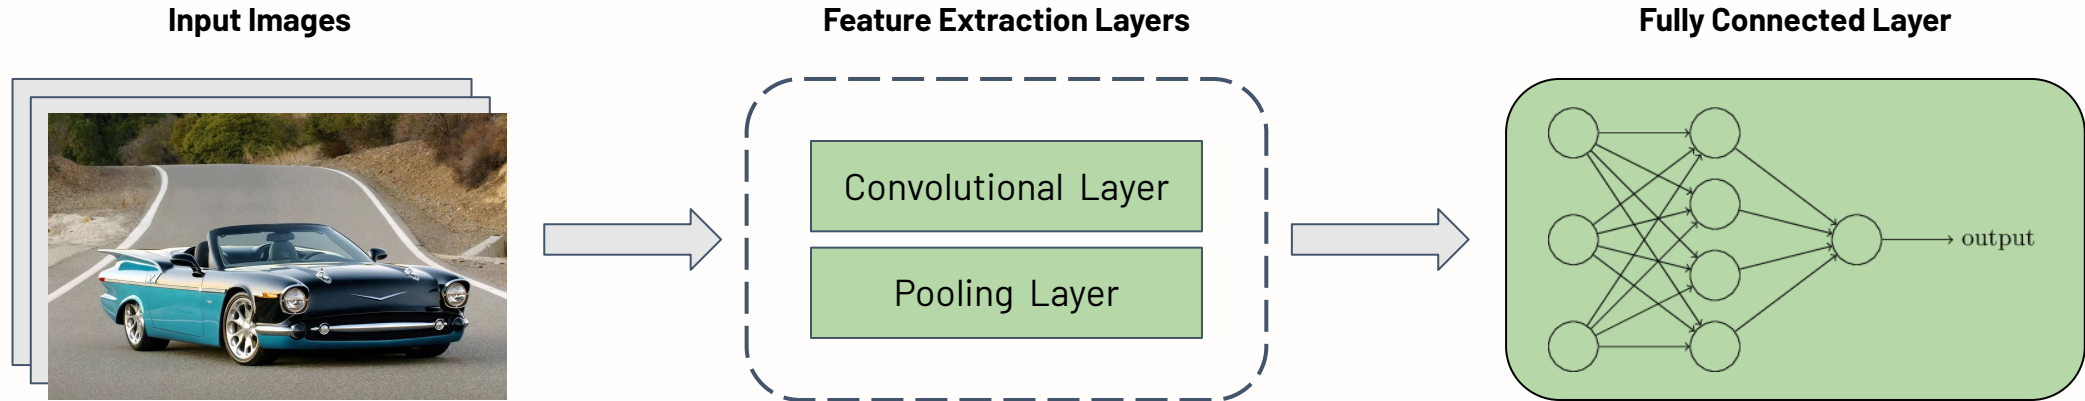 Input Images
Feature Extraction Layers
Fully Connected Layer
Convolutional Layer
Pooling Layer
output